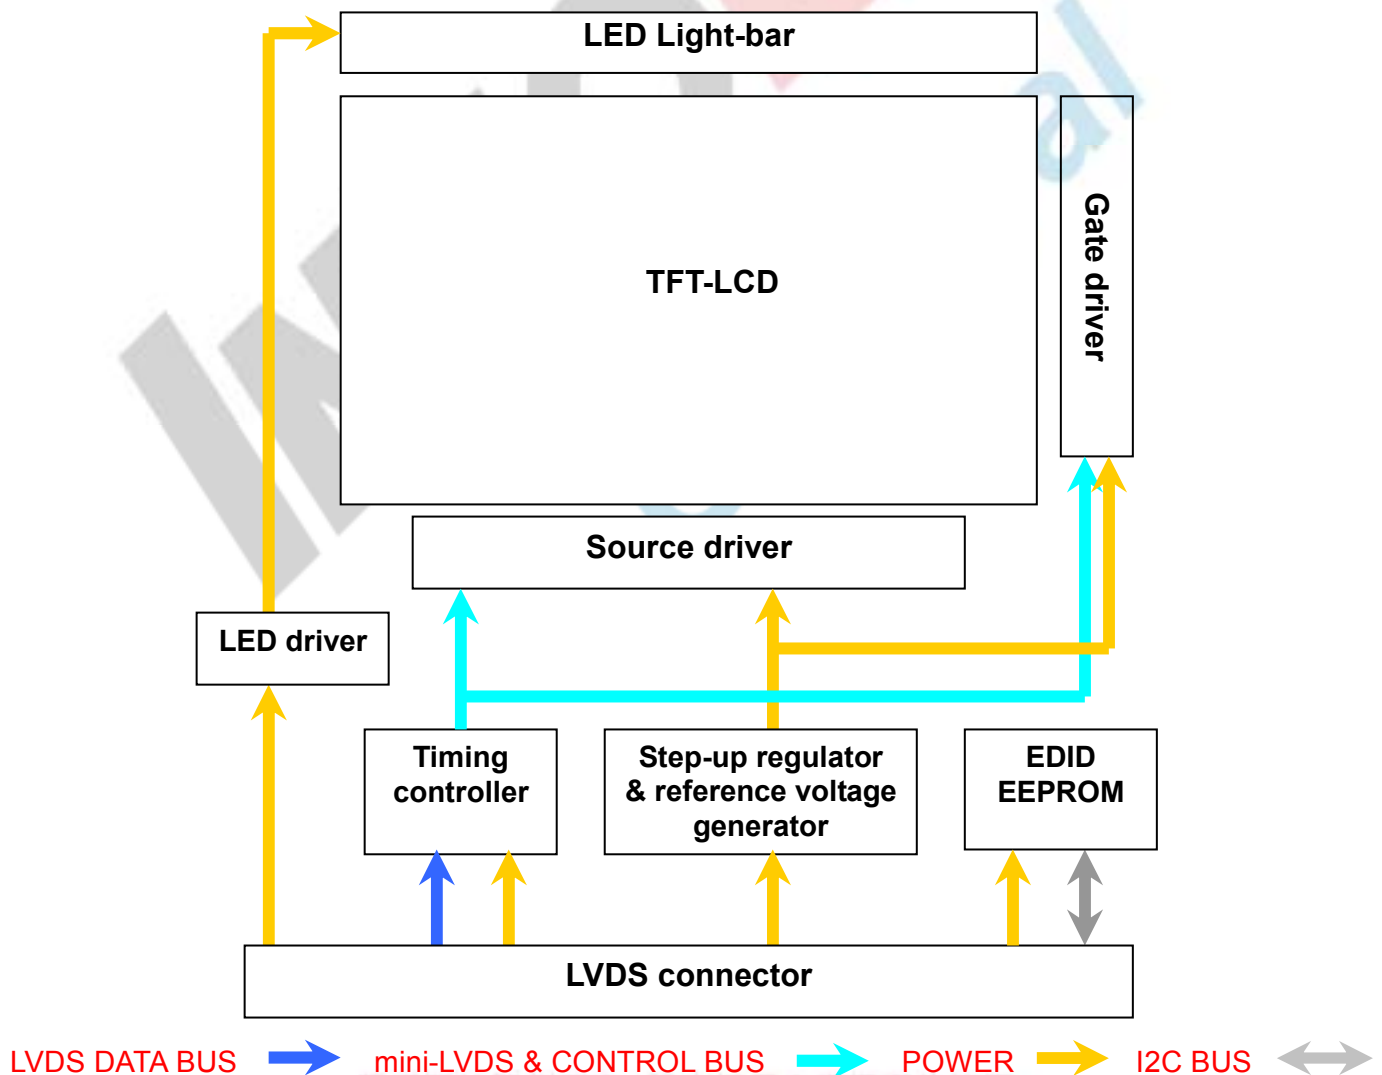 LED Light-bar
TFT-LCD
Gate driver
Source driver
LED driver
Timing
controller
Step-up regulator
& reference voltage
generator
EDID
EEPROM
LVDS connector
LVDS DATA BUS mini-LVDS & CONTROL BUS POWER I2C BUS